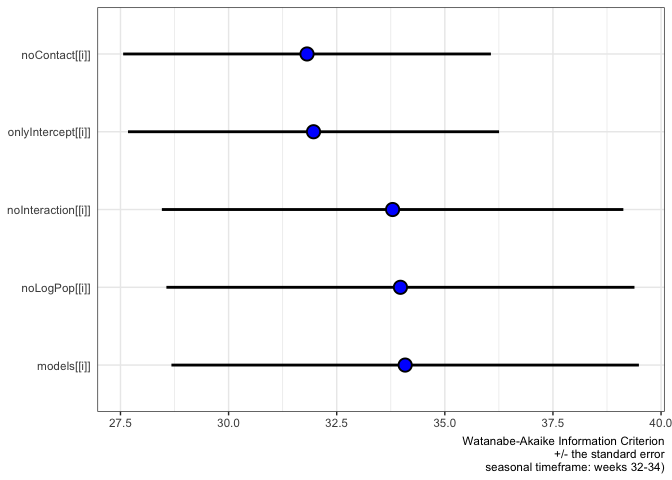 noContact[[i]]
onlyIntercept[[i]]
noInteraction[[i]]
noLogPop[[i]]
models[[i]]
27.5 30.0 32.5 35.0 37.5 40.0
Watanabe-Akaike Information Criterion
+/- the standard error
seasonal timeframe: weeks 32-34)